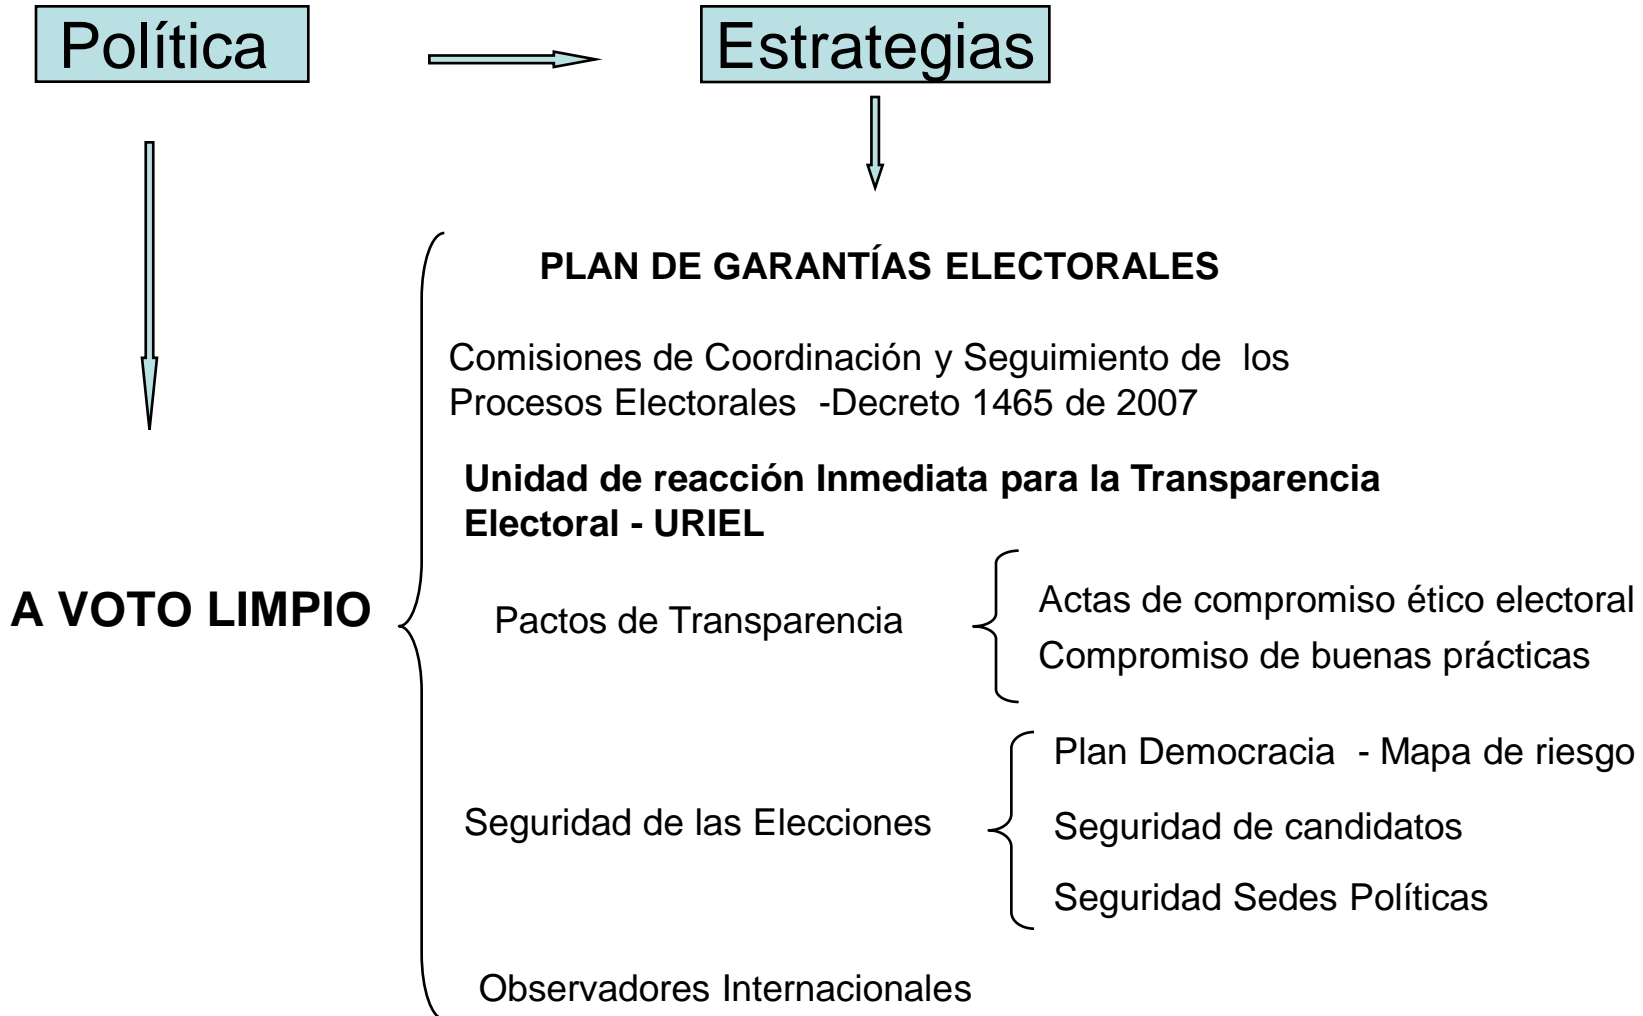 Política
Estrategias
PLAN DE GARANTÍAS ELECTORALES
Comisiones de Coordinación y Seguimiento de los
Procesos Electorales -Decreto 1465 de 2007
Unidad de reacción Inmediata para la Transparencia
Electoral - URIEL
A VOTO LIMPIO
Pactos de Transparencia
Actas de compromiso ético electoral
Compromiso de buenas prácticas
Seguridad de las Elecciones
Plan Democracia - Mapa de riesgo
Seguridad de candidatos
Seguridad Sedes Políticas
Observadores Internacionales